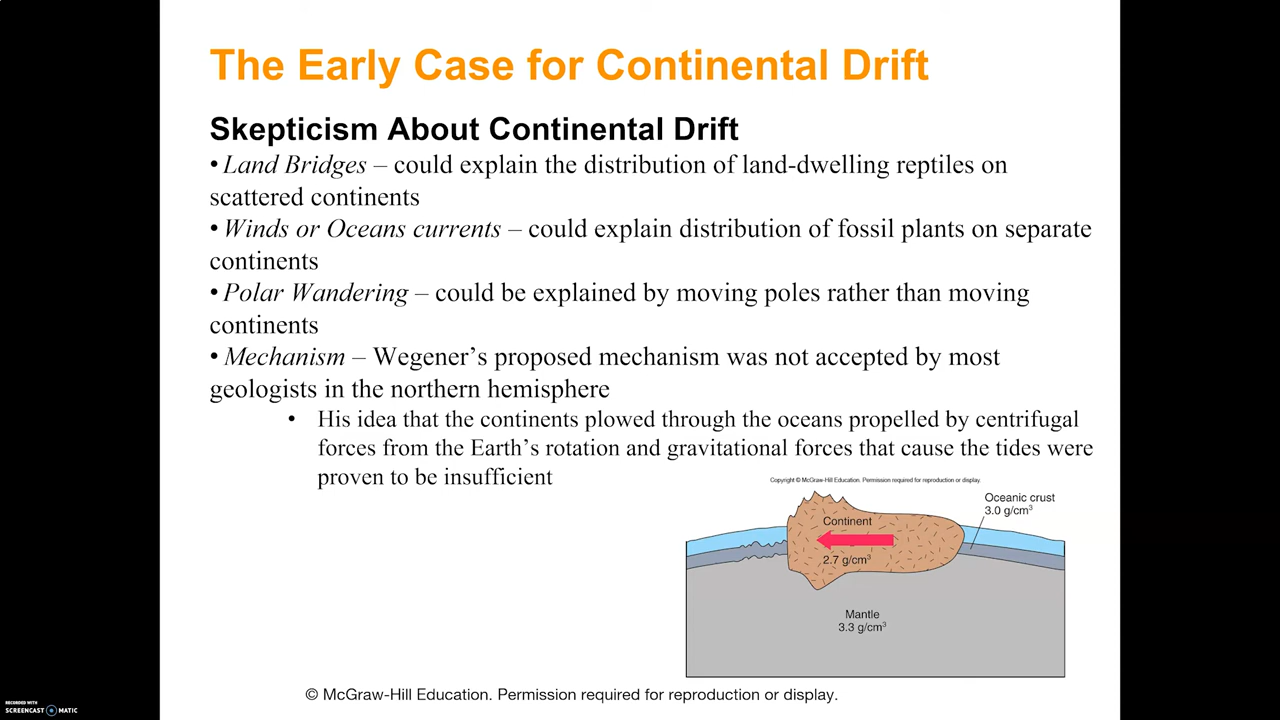 The Early Case for Continental Drift
Skepticism About Continental Drift
• Land Bridges – could explain the distribution of land-dwelling reptiles on
scattered continents
• Winds or Oceans currents – could explain distribution of fossil plants on separate
continents
• Polar Wandering – could be explained by moving poles rather than moving
continents
• Mechanism – Wegener’s proposed mechanism was not accepted by most
geologists in the northern hemisphere
• His idea that the continents plowed through the oceans propelled by centrifugal
forces from the Earth’s rotation and gravitational forces that cause the tides were
proven to be insufficient
Copyright © McGraw-Hill Education. Permission required for reproduction or display.
Oceanic crust
3.0 g/cm³
Continent
2.7 g/cm³
Mantle
3.3 g/cm³
© McGraw-Hill Education. Permission required for reproduction or display.
RECORDED WITH
SCREENCAST MATIC